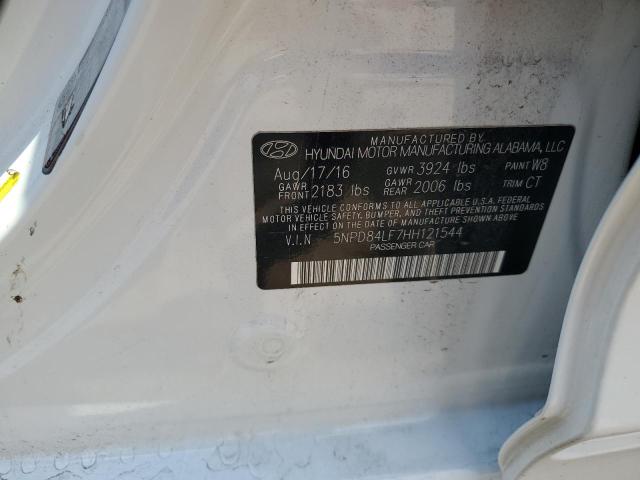 MANUFACTURED BY
HYUNDAI MOTOR MANUFACTURING ALABAMA, LLC
Aug/17/16 GVWR 3924 lbs PAINT W8
GAWR FRONT 2183 lbs GAWR REAR 2006 lbs TRIM CT
THIS VEHICLE CONFORMS TO ALL APPLICABLE U.S.A. FEDERAL
MOTOR VEHICLE SAFETY, BUMPER, AND THEFT PREVENTION STANDARDS
IN EFFECT ON THE DATE OF MANUFACTURE SHOWN ABOVE.
V.I.N 5NPD84LF7HH121544
PASSENGER CAR